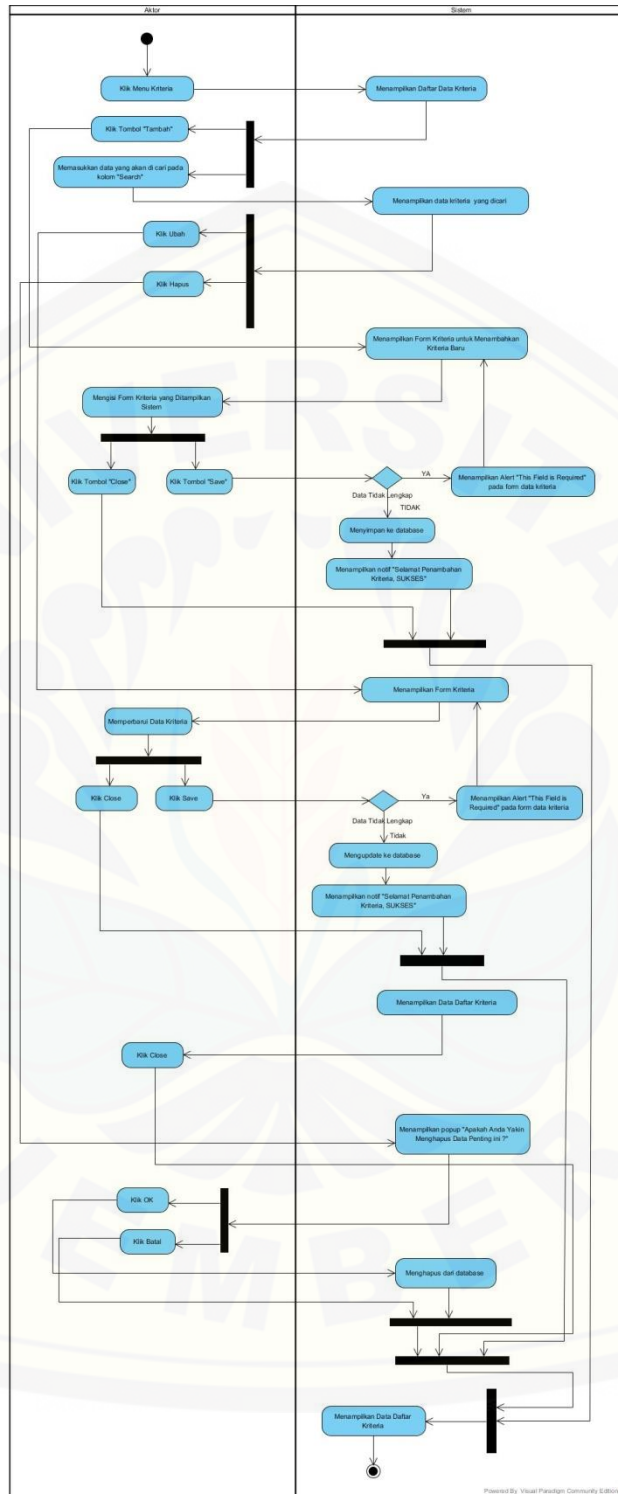 Aktor
Sistem
Klik Menu Kriteria
Menampilkan Daftar Data Kriteria
Klik Tombol "Tambah"
Memasukkan data yang akan di cari pada
kolom "Search"
Menampilkan data kriteria yang dicari
Klik Ubah
Klik Hapus
Menampilkan Form Kriteria untuk Menambahkan
Kriteria Baru
Mengisi Form Kriteria yang Ditampilkan
Sistem
Klik Tombol "Close"
Klik Tombol "Save"
YA
Menampilkan Alert "This Field is Required"
pada form data kriteria
Data Tidak Lengkap
TIDAK
Menyimpan ke database
Menampilkan notif "Selamat Penambahan
Kriteria, SUKSES"
Menampilkan Form Kriteria
Memperbarui Data Kriteria
Klik Close
Klik Save
Ya
Menampilkan Alert "This Field is
Required" pada form data kriteria
Data Tidak Lengkap
Tidak
Mengupdate ke database
Menampilkan notif "Selamat Penambahan
Kriteria, SUKSES"
Menampilkan Data Daftar Kriteria
Klik Close
Menampilkan popup "Apakah Anda Yakin
Menghapus Data Penting ini ?"
Klik OK
Klik Batal
Menghapus dari database
Menampilkan Data Daftar
Kriteria
Powered By Visual Paradigm Community Edition
UNIVERSITAS
JEMBER